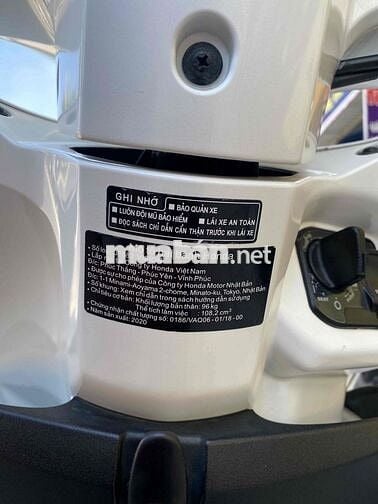 GHI NHỚ
BẢO QUẢN XE
LUÔN ĐỘI MŨ BẢO HIỂM
LÁI XE AN TOÀN
ĐỌC SÁCH CHỈ DẪN CẨN THẬN TRƯỚC KHI LÁI XE
muaban.net
Số lo
Lắp r Công ty Honda Việt Nam
Đ/c: Phúc Thắng - Phúc Yên - Vĩnh Phúc
Được sự cho phép của Công ty Honda Motor Nhật Bản
Đ/c: 1-1 Minami-Aoyama 2-chome, Minato-ku, Tokyo, Nhật Bản
Số khung: Xem chỉ dẫn trong sách hướng dẫn sử dụng
Chỉ tiêu cơ bản: Khối lượng bản thân: 96 kg
Thể tích làm việc : 108,2 cm³
Chứng nhận chất lượng số: 0186/VAQ06 - 01/18 - 00
Năm sản xuất: 2020